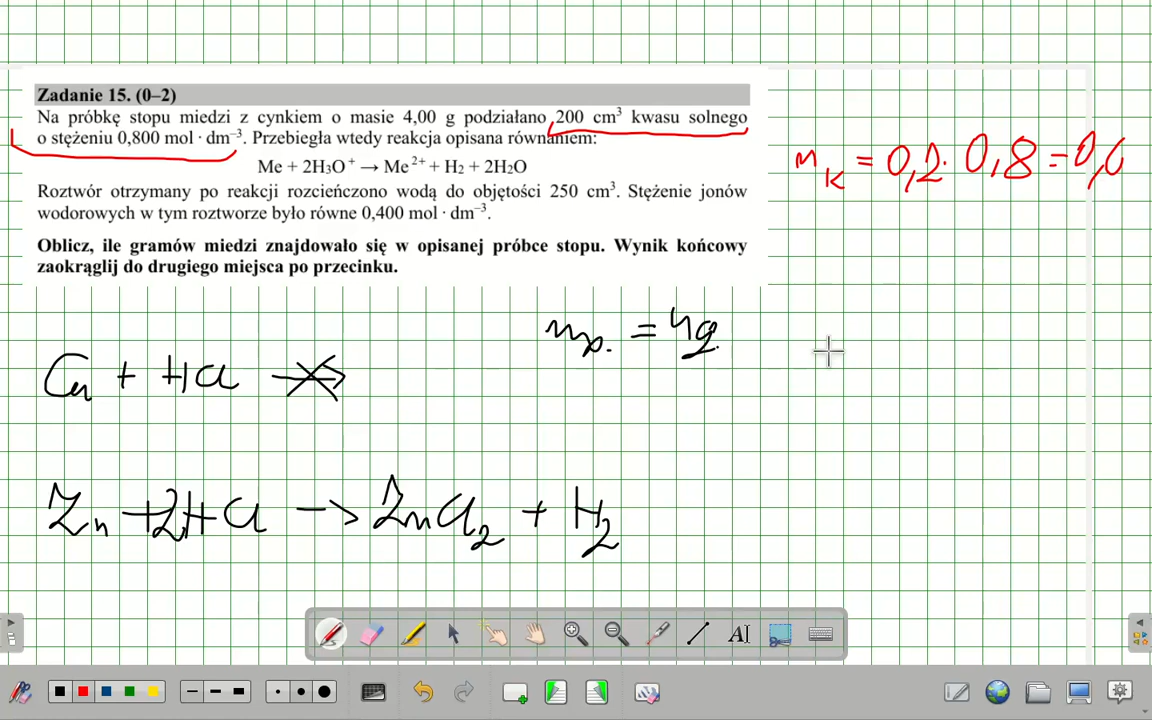 Zadanie 15. (0–2)
Na próbkę stopu miedzi z cynkiem o masie 4,00 g podziałano 200 cm³ kwasu solnego
o stężeniu 0,800 mol · dm⁻³. Przebiegła wtedy reakcja opisana równaniem:
Me + 2H₃O⁺ → Me²⁺ + H₂ + 2H₂O
Roztwór otrzymany po reakcji rozcieńczono wodą do objętości 250 cm³. Stężenie jonów
wodorowych w tym roztworze było równe 0,400 mol · dm⁻³.
Oblicz, ile gramów miedzi znajdowało się w opisanej próbce stopu. Wynik końcowy
zaokrąglij do drugiego miejsca po przecinku.
n_K = 0,2 · 0,8 = 0,
m_p. = 4g
Cu + HCl
Zn + 2HCl → ZnCl₂ + H₂
A